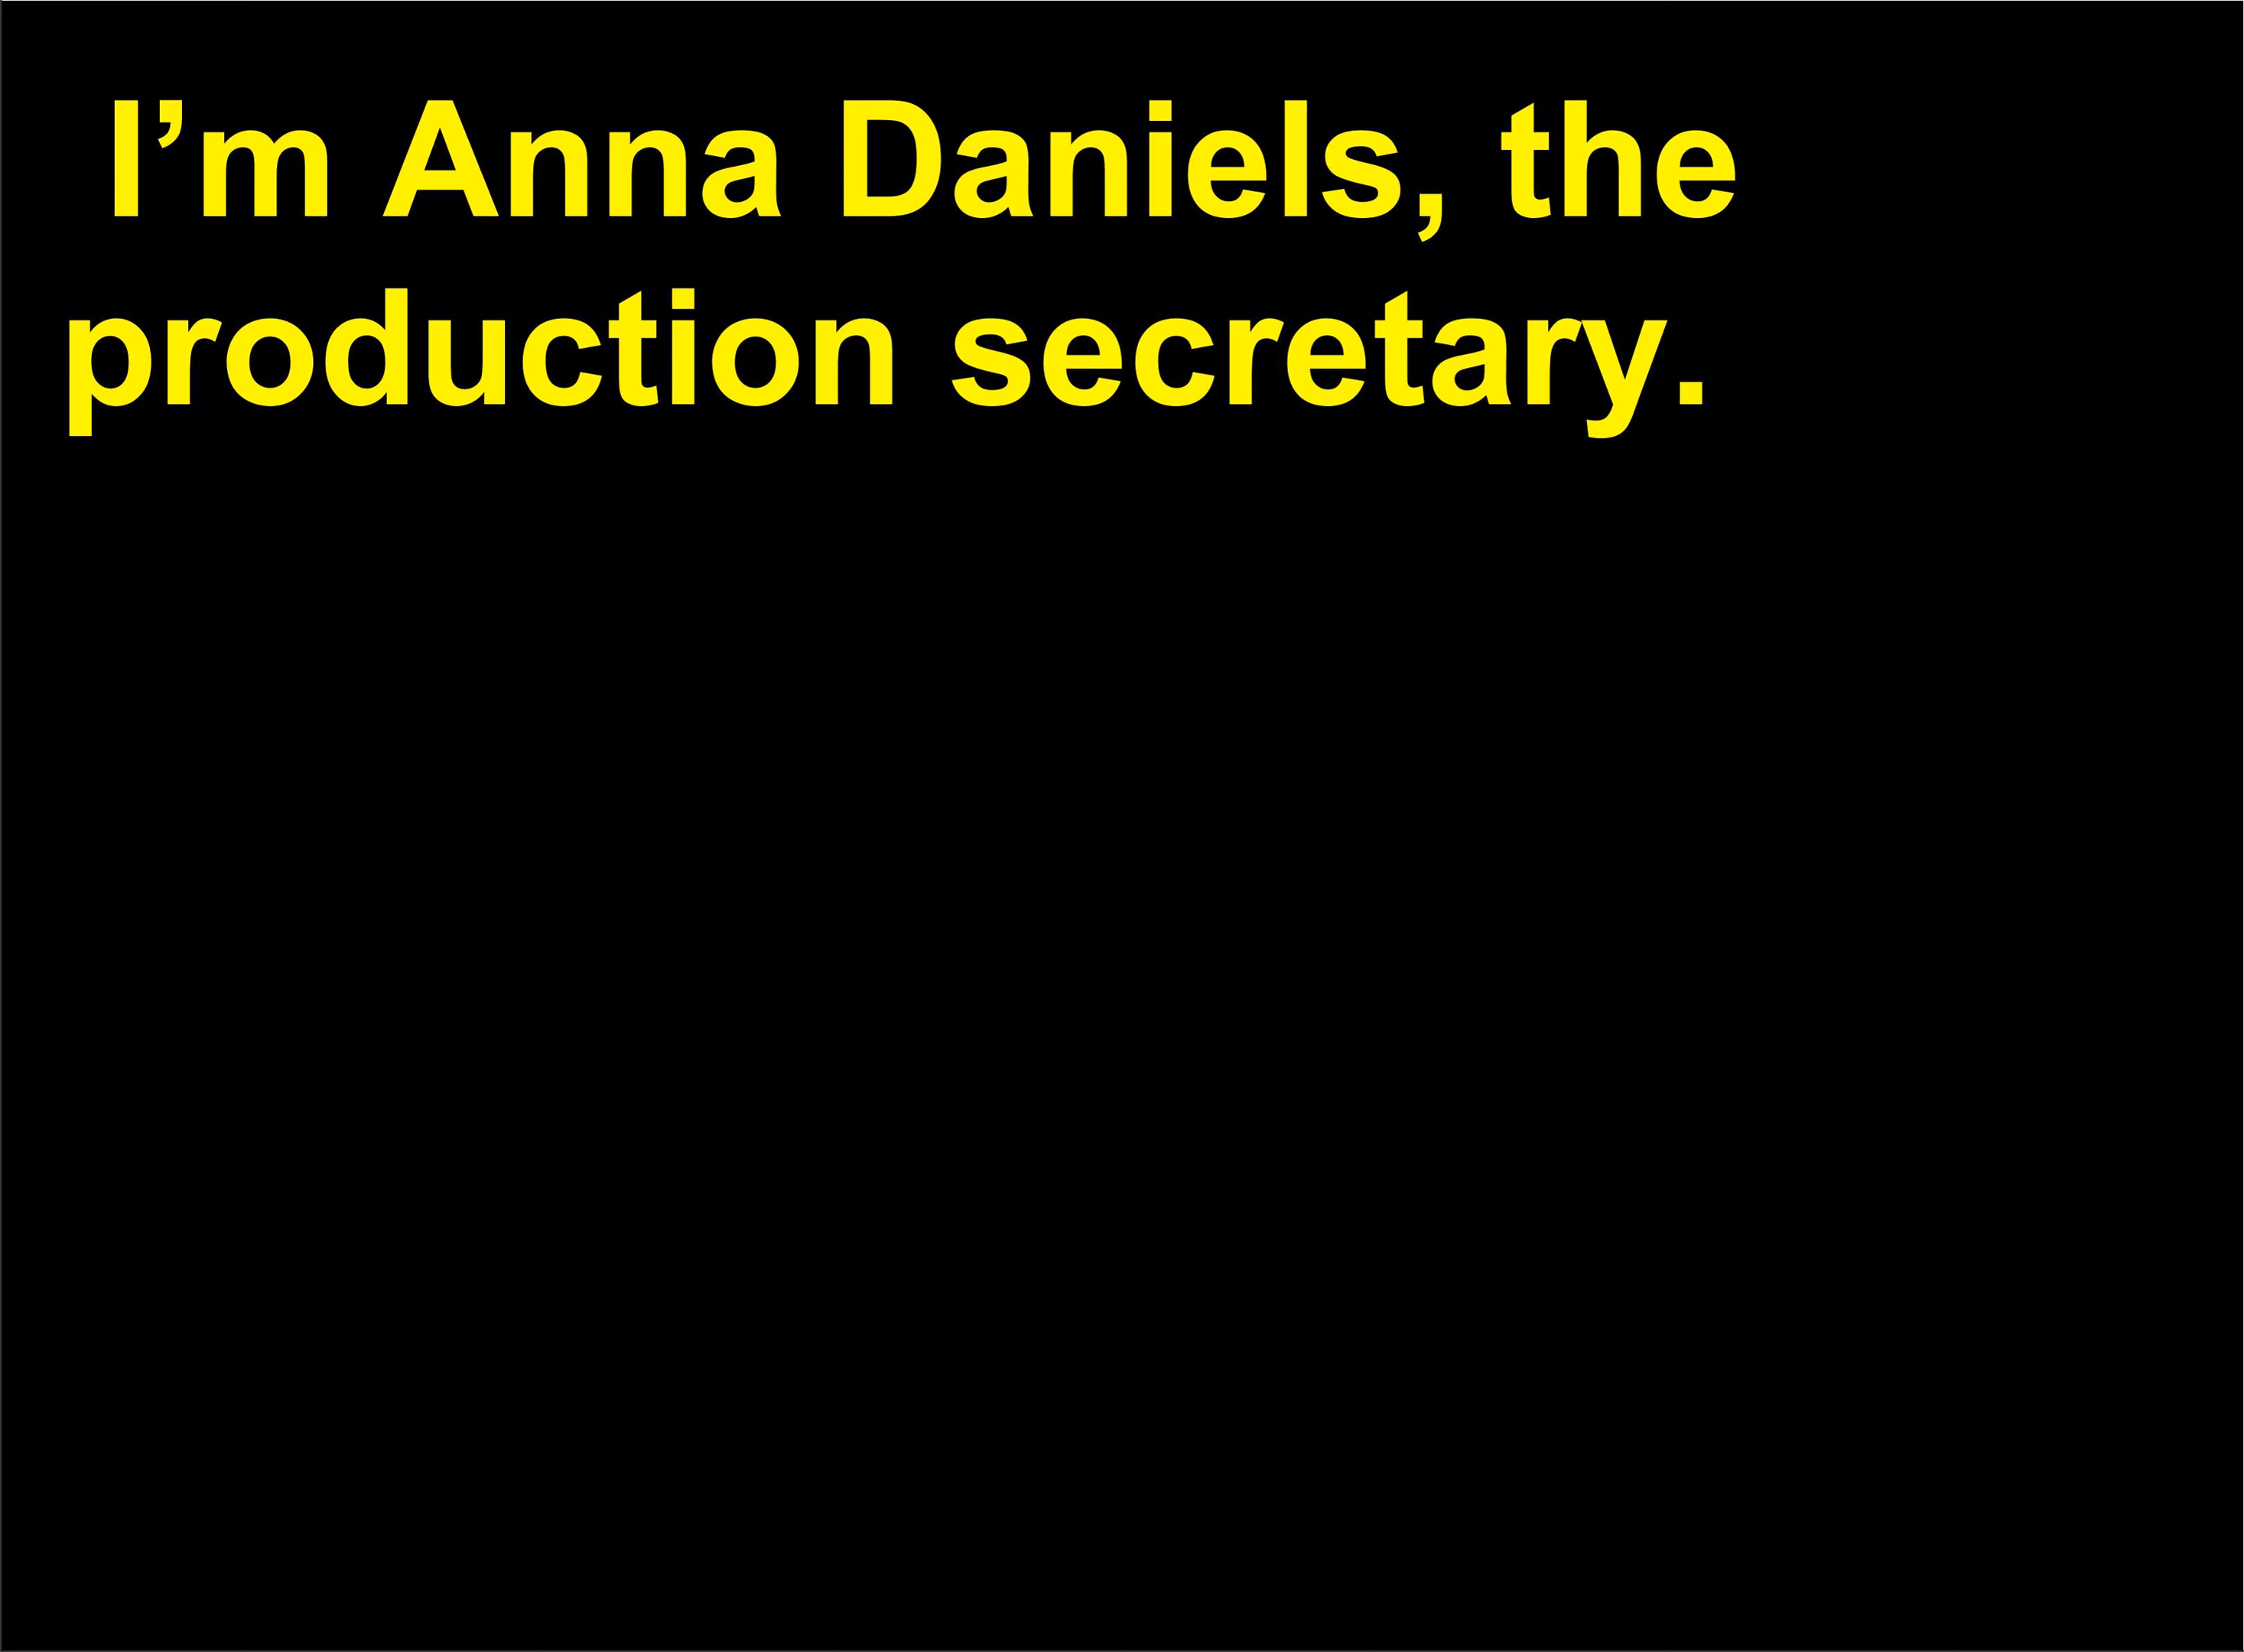 I’m Anna Daniels, the
production secretary.